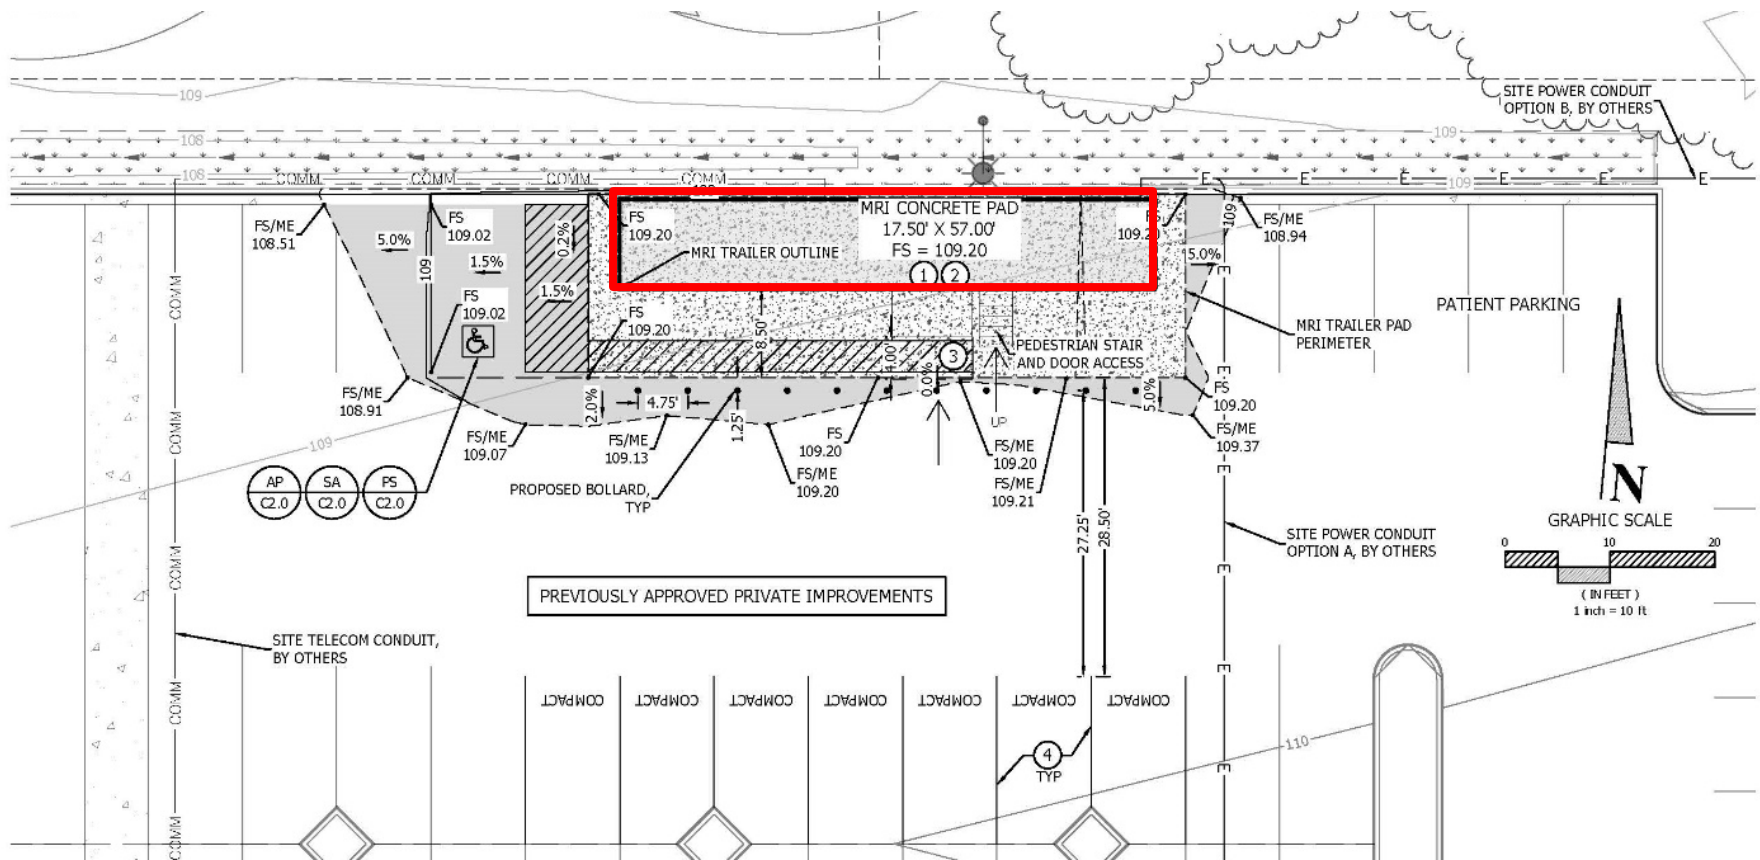 109
109
108
108
COMM COMM COMM COMM
SITE POWER CONDUIT
OPTION B, BY OTHERS
E E E E E E
109
FS/ME
108.51
FS
109.02
5.0%
1.5%
109
0.2%
1.5%
FS
109.20
MRI CONCRETE PAD
17.50' X 57.00'
FS = 109.20
1 2
MRI TRAILER OUTLINE
FS
109.20
109
FS/ME
108.94
5.0%
E
FS
109.02
FS
109.20
8.50'
4.00'
3
PEDESTRIAN STAIR
AND DOOR ACCESS
MRI TRAILER PAD
PERIMETER
PATIENT PARKING
COMM
FS/ME
108.91
2.0%
4.75'
1.25'
0.0%
UP
5.0%
E
FS
109.20
FS/ME
109.37
109
FS/ME
109.07
FS/ME
109.13
FS
109.20
FS/ME
109.20
FS/ME
109.20
FS/ME
109.21
COMM
E
AP
C2.0
SA
C2.0
PS
C2.0
PROPOSED BOLLARD,
TYP
27.25'
28.50'
SITE POWER CONDUIT
OPTION A, BY OTHERS
N
GRAPHIC SCALE
0 10 20
( IN FEET )
1 inch = 10 ft
COMM
E
PREVIOUSLY APPROVED PRIVATE IMPROVEMENTS
SITE TELECOM CONDUIT,
BY OTHERS
COMM
E
COMPACT COMPACT COMPACT COMPACT COMPACT COMPACT COMPACT
4
TYP
110
E
COMM